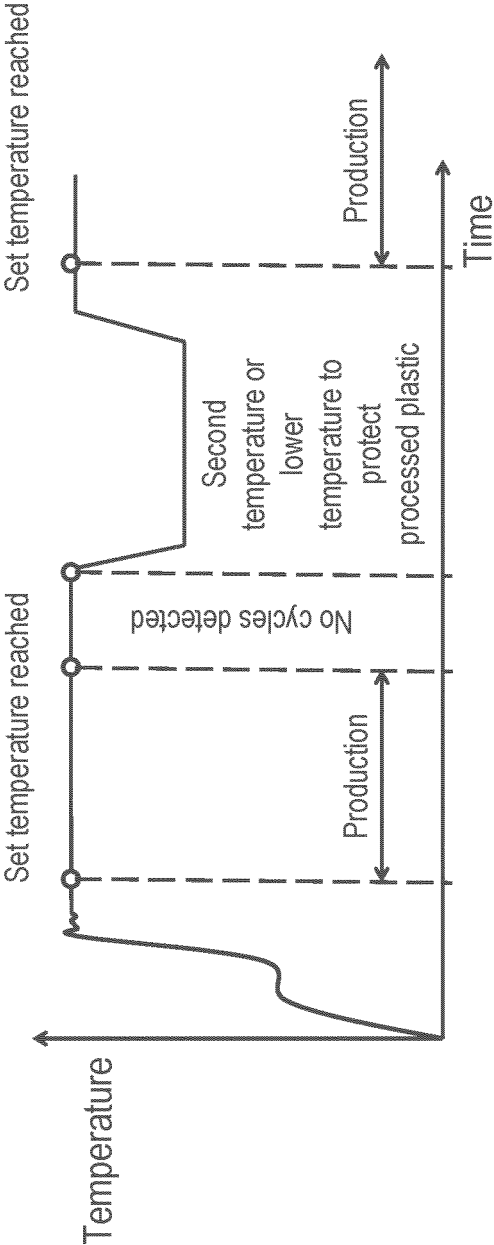 Temperature
Set temperature reached
Set temperature reached
Production
No cycles detected
Second
temperature or
lower
temperature to
protect
processed plastic
Production
Time